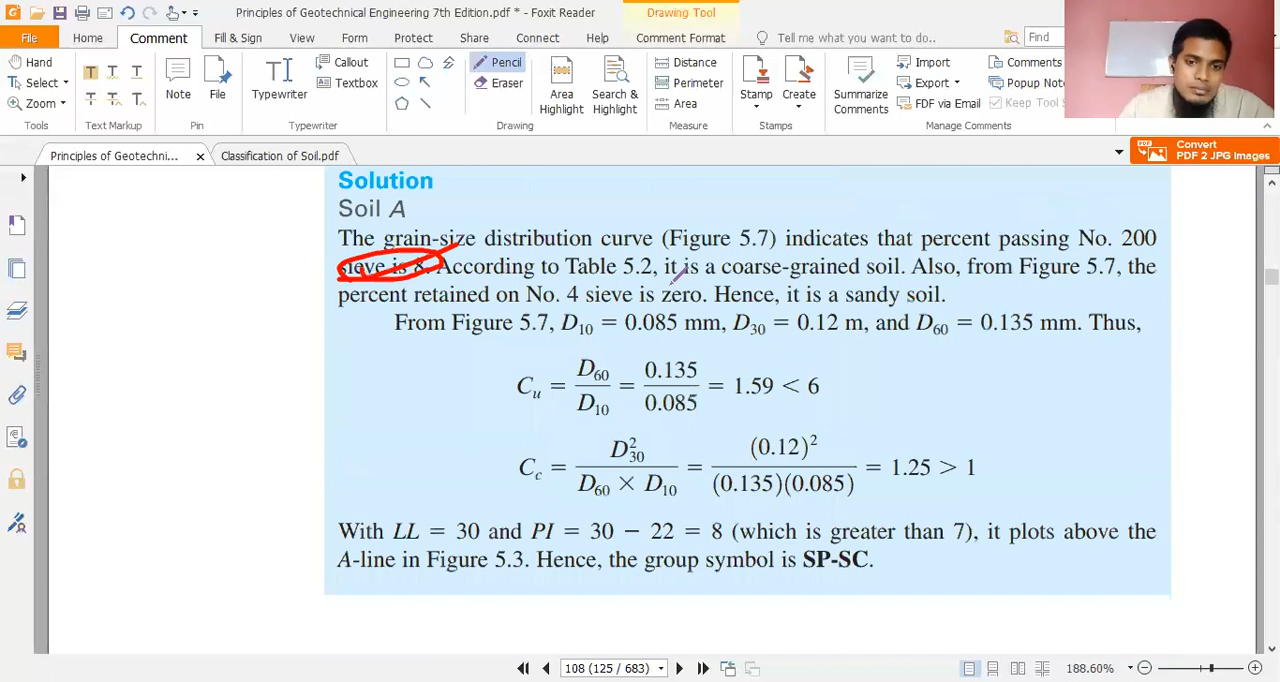 Principles of Geotechnical Engineering 7th Edition.pdf * - Foxit Reader
Drawing Tool
File Home Comment Fill & Sign View Form Protect Share Connect Help Comment Format Tell me what you want to do.. Find
Hand
Select
Zoom
Tools
T T T
T T T
Text Markup
Note
File
Pin
Typewriter
Callout
Textbox
Typewriter
Pencil
Eraser
Area Highlight
Search & Highlight
Drawing
Distance
Perimeter
Area
Measure
Stamp
Create
Stamps
Summarize Comments
Import
Export
FDF via Email
Comments
Popup Note
Keep Tool S
Manage Comments
Principles of Geotechni... × Classification of Soil.pdf
Convert
PDF 2 JPG Images
Solution
Soil A
The grain-size distribution curve (Figure 5.7) indicates that percent passing No. 200
sieve is 8. According to Table 5.2, it is a coarse-grained soil. Also, from Figure 5.7, the
percent retained on No. 4 sieve is zero. Hence, it is a sandy soil.
From Figure 5.7, D10 = 0.085 mm, D30 = 0.12 m, and D60 = 0.135 mm. Thus,
Cu = D60 / D10 = 0.135 / 0.085 = 1.59 < 6
Cc = D30² / (D60 × D10) = (0.12)² / (0.135)(0.085) = 1.25 > 1
With LL = 30 and PI = 30 − 22 = 8 (which is greater than 7), it plots above the
A-line in Figure 5.3. Hence, the group symbol is SP-SC.
108 (125 / 683)
188.60%